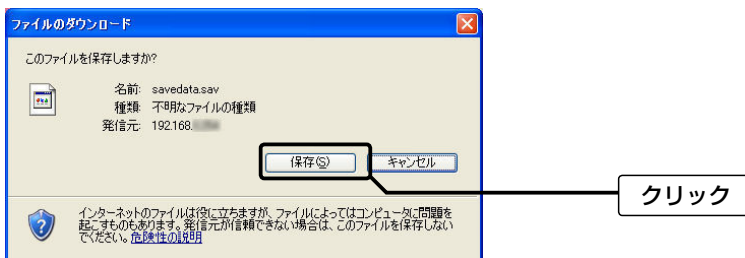 ファイルのダウンロード
このファイルを保存しますか?
名前: savedata.sav
種類: 不明なファイルの種類
発信元: 192.168.
保存(S)
キャンセル
クリック
インターネットのファイルは役に立ちますが、ファイルによってはコンピュータに問題を
起こすものもあります。発信元が信頼できない場合は、このファイルを保存しない
でください。危険性の説明